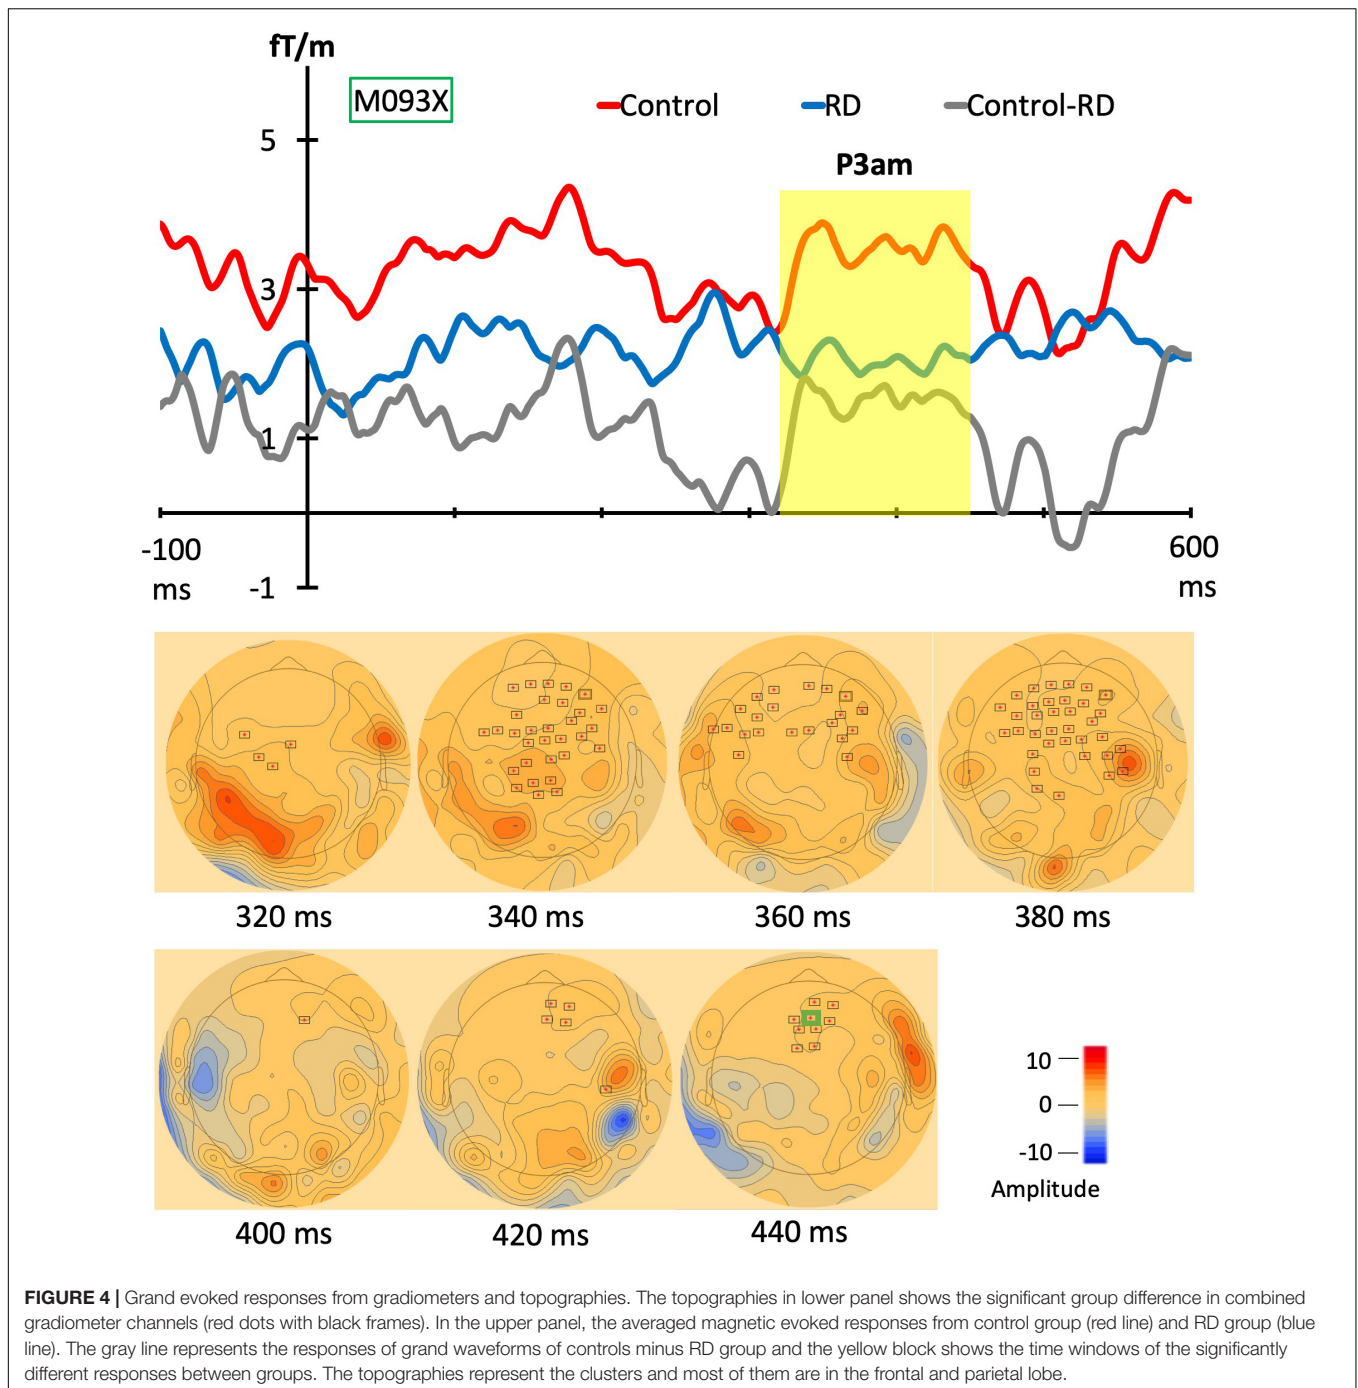 fT/m
M093X
Control
RD
Control-RD
5
P3am
3
1
-100
ms
-1
600
ms
320 ms
340 ms
360 ms
380 ms
400 ms
420 ms
440 ms
10
0
-10
Amplitude
FIGURE 4 | Grand evoked responses from gradiometers and topographies. The topographies in lower panel shows the significant group difference in combined
gradiometer channels (red dots with black frames). In the upper panel, the averaged magnetic evoked responses from control group (red line) and RD group (blue
line). The gray line represents the responses of grand waveforms of controls minus RD group and the yellow block shows the time windows of the significantly
different responses between groups. The topographies represent the clusters and most of them are in the frontal and parietal lobe.